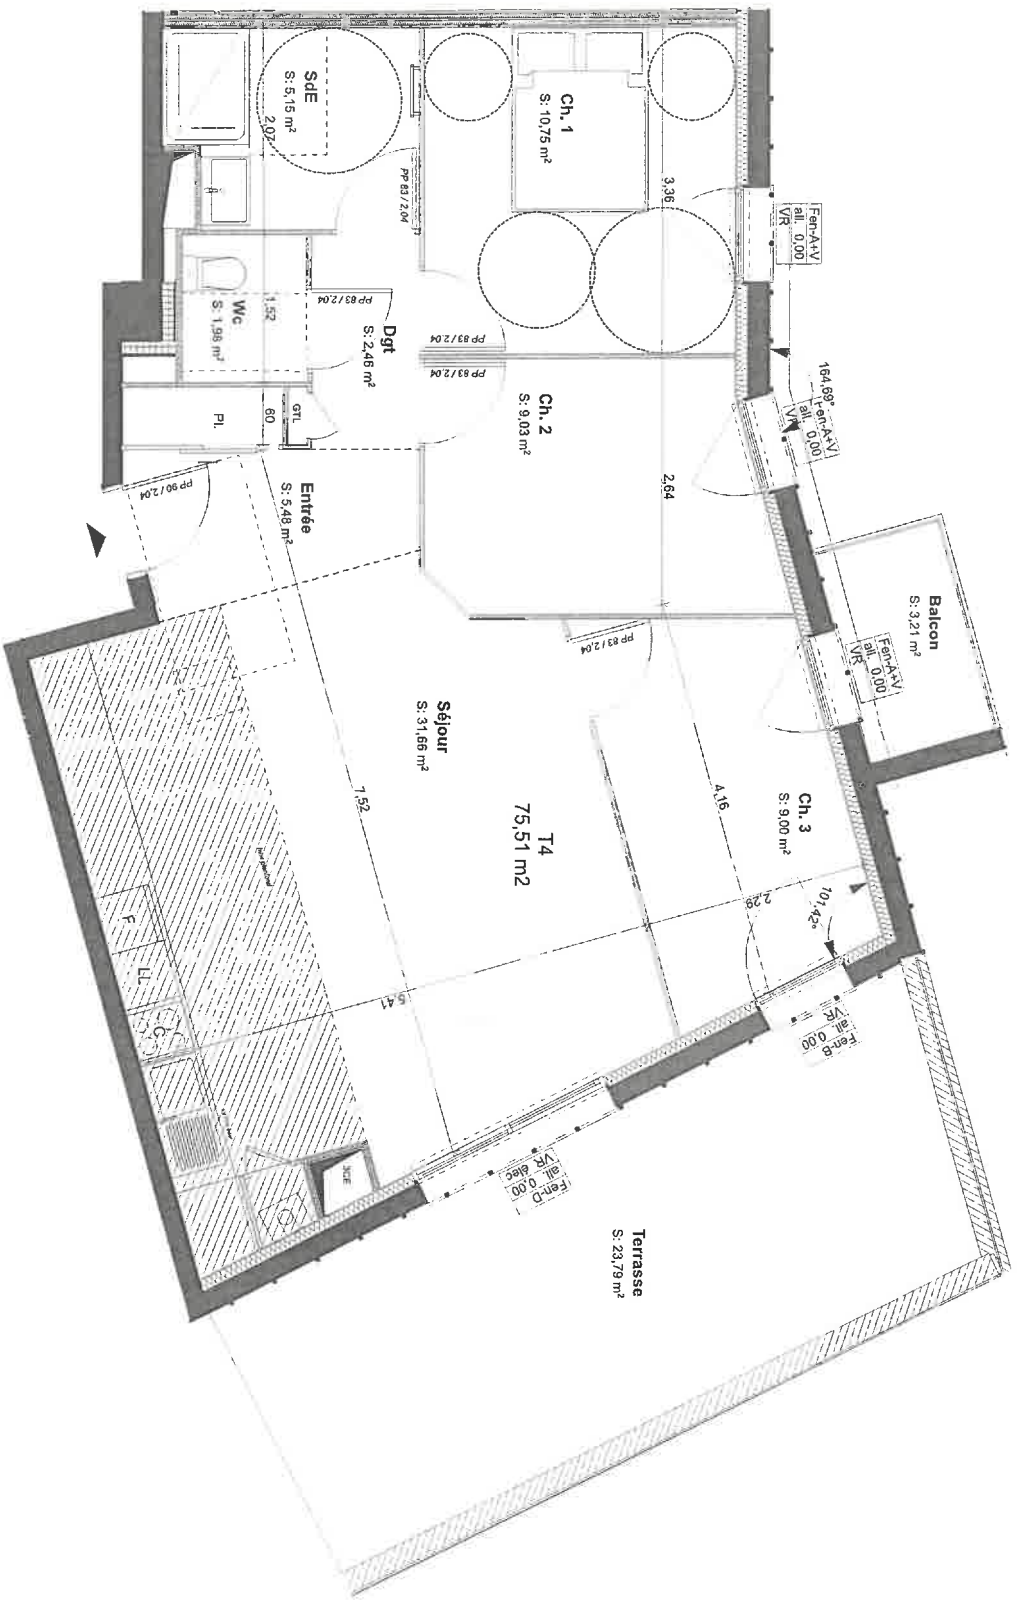 SdE
S: 5,15 m²
2,07
Ch. 1
S: 10,75 m²
3,36
PP 83 / 2,04
Fen-A+V
all. 0,00
VR
Wc
S: 1,98 m²
1,52
PP 83 / 2,04
Dgt
S: 2,46 m²
PP 83 / 2,04
PP 83 / 2,04
164,69°
Fen-A+V
all. 0,00
VR
Pl.
60
GTL
Ch. 2
S: 9,03 m²
2,64
PP 90 / 2,04
Entrée
S: 5,48 m²
Balcon
S: 3,21 m²
Fen-A+V
all. 0,00
VR
PP 83 / 2,04
Séjour
S: 31,66 m²
7,52
T4
75,51 m2
4,16
Ch. 3
S: 9,00 m²
2,29
101,42°
F
LL
5,41
Fen-B
all. 0,00
VR
Fen-D
all. 0,00
VR élec
Terrasse
S: 23,79 m²